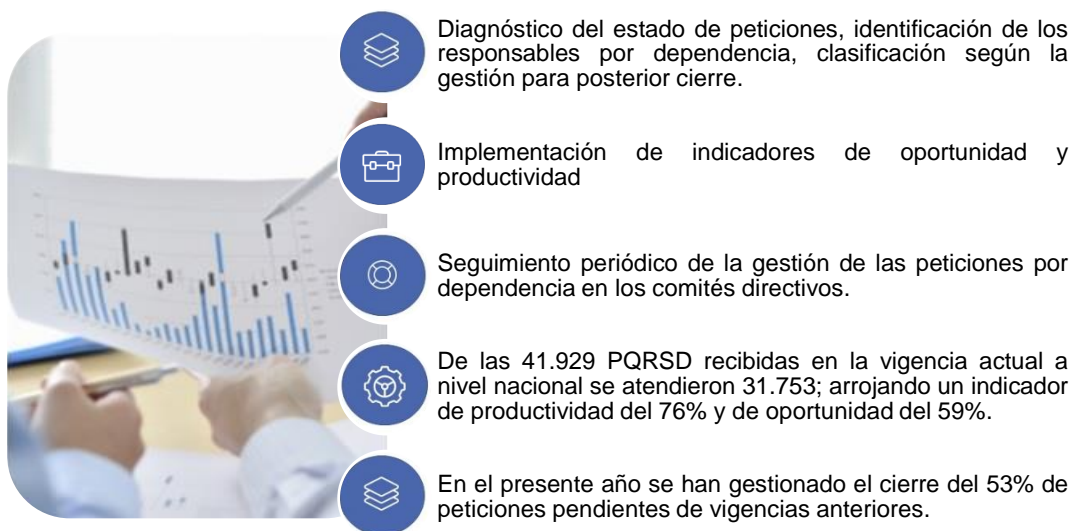 Diagnóstico del estado de peticiones, identificación de los
responsables por dependencia, clasificación según la
gestión para posterior cierre.
Implementación de indicadores de oportunidad y
productividad
Seguimiento periódico de la gestión de las peticiones por
dependencia en los comités directivos.
De las 41.929 PQRSD recibidas en la vigencia actual a
nivel nacional se atendieron 31.753; arrojando un indicador
de productividad del 76% y de oportunidad del 59%.
En el presente año se han gestionado el cierre del 53% de
peticiones pendientes de vigencias anteriores.